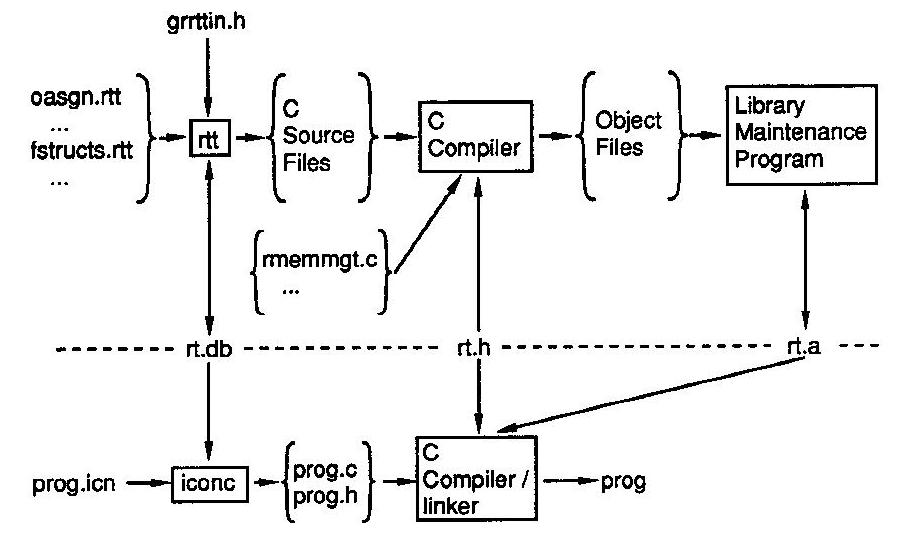 grrttin.h
oasgn.rtt
...
fstructs.rtt
...
rtt
C
Source
Files
C
Compiler
Object
Files
Library
Maintenance
Program
rmemmgt.c
...
rt.db
rt.h
rt.a
prog.icn
iconc
prog.c
prog.h
C
Compiler /
linker
prog